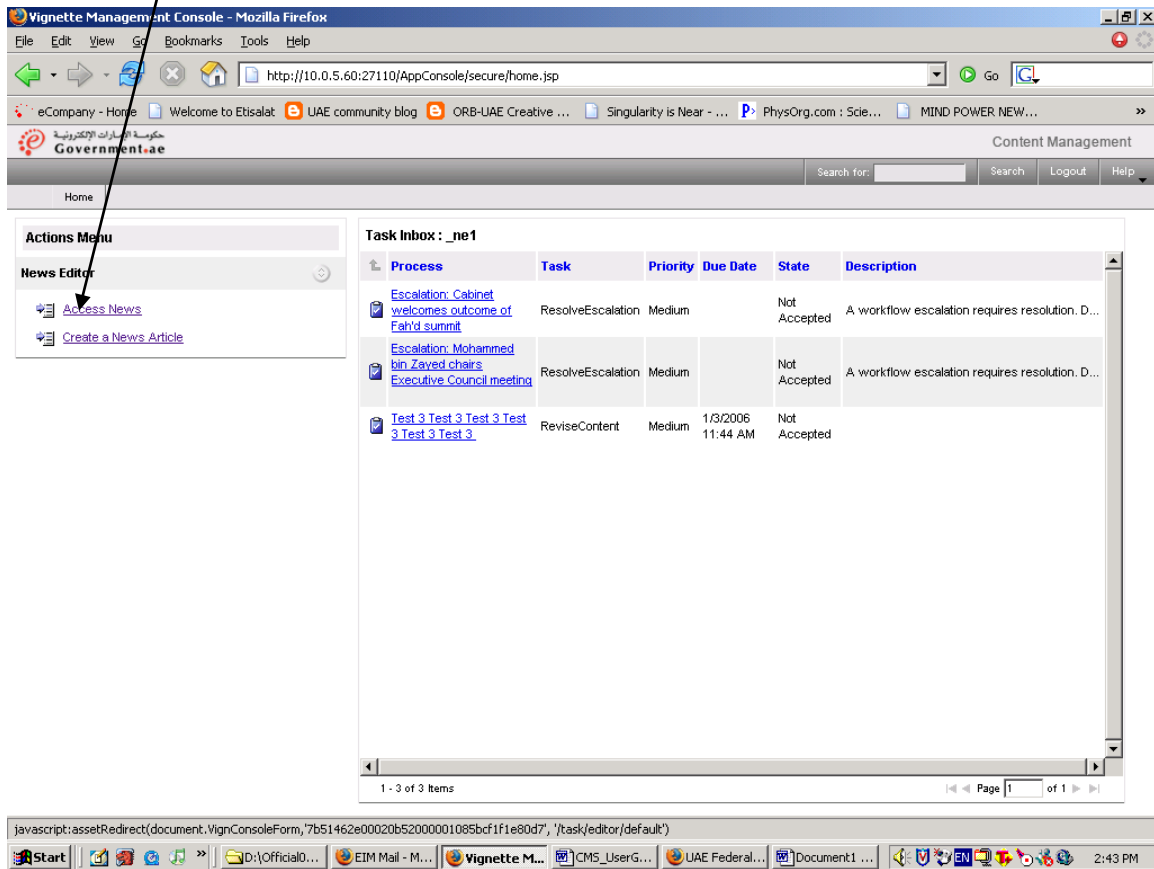 Vignette Management Console - Mozilla Firefox
File Edit View Go Bookmarks Tools Help
http://10.0.5.60:27110/AppConsole/secure/home.jsp Go G
eCompany - Home Welcome to Etisalat UAE community blog ORB-UAE Creative ... Singularity is Near - ... PhysOrg.com : Scie... MIND POWER NEW... »
حكومة الإمارات الإلكترونية
Government.ae
Content Management
Search for: Search Logout Help
Home
Actions Menu
News Editor
Access News
Create a News Article
Task Inbox : _ne1
Process Task Priority Due Date State Description
Escalation: Cabinet
welcomes outcome of
Fah'd summit
ResolveEscalation Medium
Not
Accepted
A workflow escalation requires resolution. D...
Escalation: Mohammed
bin Zayed chairs
Executive Council meeting
ResolveEscalation Medium
Not
Accepted
A workflow escalation requires resolution. D...
Test 3 Test 3 Test 3 Test
3 Test 3 Test 3
ReviseContent Medium
1/3/2006
11:44 AM
Not
Accepted
1 - 3 of 3 Items
Page 1 of 1
javascript:assetRedirect(document.VignConsoleForm,'7b51462e00020b52000001085bcf1f1e80d7', '/task/editor/default')
Start » D:\Official0... EIM Mail - M... Vignette M... CMS_UserG... UAE Federal... Document1 ... EN 2:43 PM